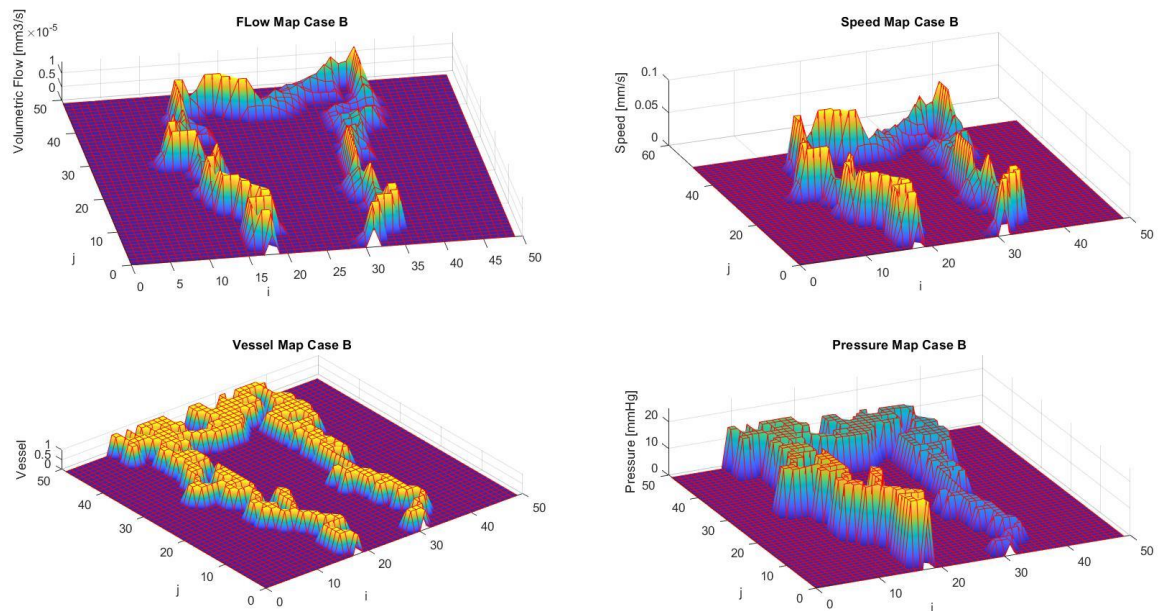 FLow Map Case B
×10-5
Volumetric Flow [mm3/s]
1
0.5
0
50
40
30
20
10
0
j
0 5 10 15 20 25 30 35 40 45 50
i
Speed Map Case B
Speed [mm/s]
0.1
0.05
0
60
40
20
0
j
0 10 20 30 40 50
i
Vessel Map Case B
Vessel
1
0.5
0
50
40
30
20
10
0
j
0 10 20 30 40 50
i
Pressure Map Case B
Pressure [mmHg]
20
10
0
50
40
30
20
10
0
j
0 10 20 30 40 50
i